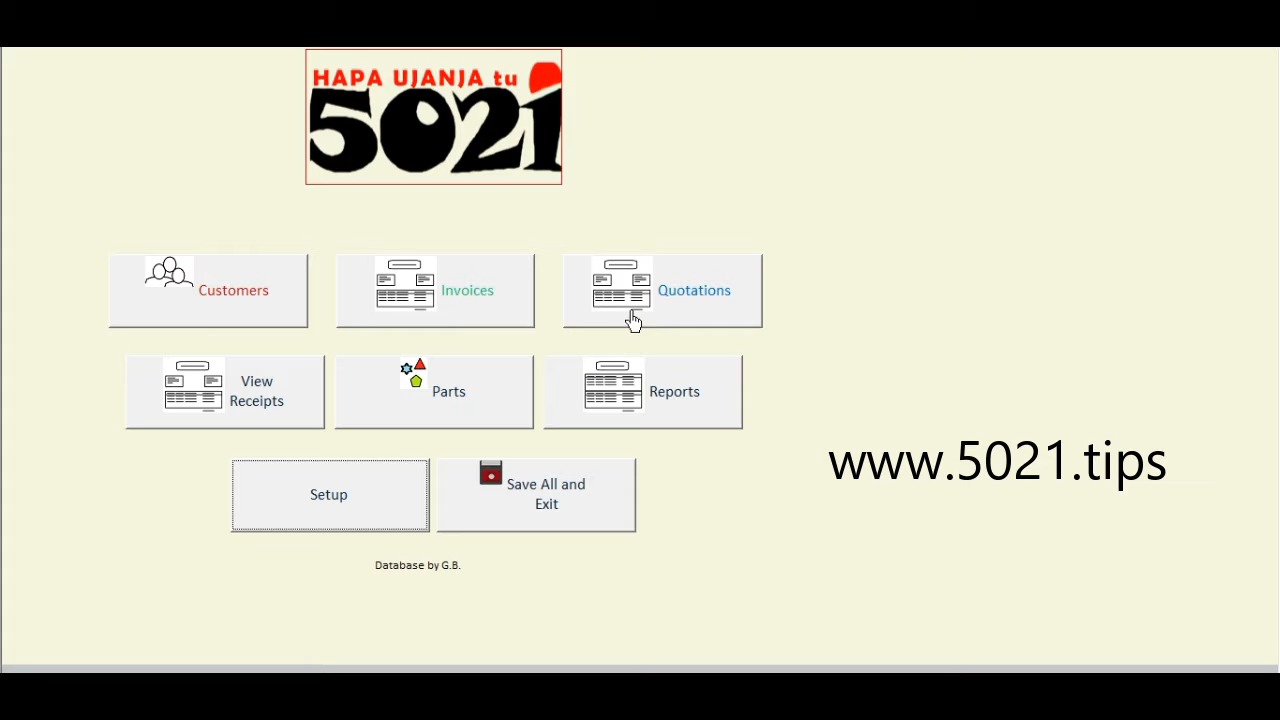 HAPA UJANJA tu
5021
Customers
Invoices
Quotations
View
Receipts
Parts
Reports
Setup
Save All and
Exit
www.5021.tips
Database by G.B.